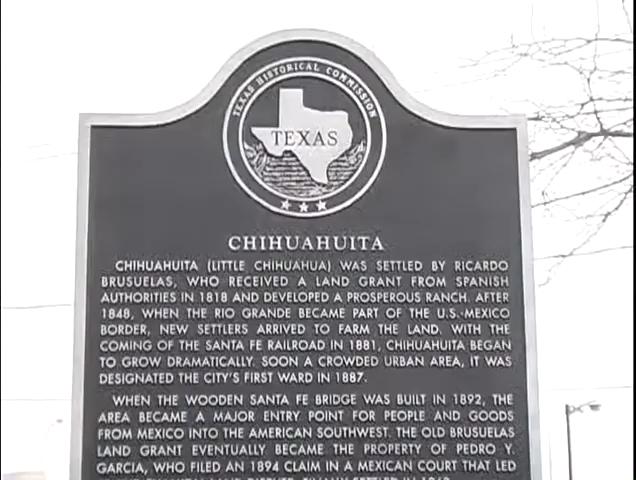 TEXAS HISTORICAL COMMISSION
TEXAS
CHIHUAHUITA
CHIHUAHUITA (LITTLE CHIHUAHUA) WAS SETTLED BY RICARDO
BRUSUELAS, WHO RECEIVED A LAND GRANT FROM SPANISH
AUTHORITIES IN 1818 AND DEVELOPED A PROSPEROUS RANCH. AFTER
1848, WHEN THE RIO GRANDE BECAME PART OF THE U.S.-MEXICO
BORDER, NEW SETTLERS ARRIVED TO FARM THE LAND. WITH THE
COMING OF THE SANTA FE RAILROAD IN 1881, CHIHUAHUITA BEGAN
TO GROW DRAMATICALLY. SOON A CROWDED URBAN AREA, IT WAS
DESIGNATED THE CITY'S FIRST WARD IN 1887.
WHEN THE WOODEN SANTA FE BRIDGE WAS BUILT IN 1892, THE
AREA BECAME A MAJOR ENTRY POINT FOR PEOPLE AND GOODS
FROM MEXICO INTO THE AMERICAN SOUTHWEST. THE OLD BRUSUELAS
LAND GRANT EVENTUALLY BECAME THE PROPERTY OF PEDRO Y.
GARCIA, WHO FILED AN 1894 CLAIM IN A MEXICAN COURT THAT LED